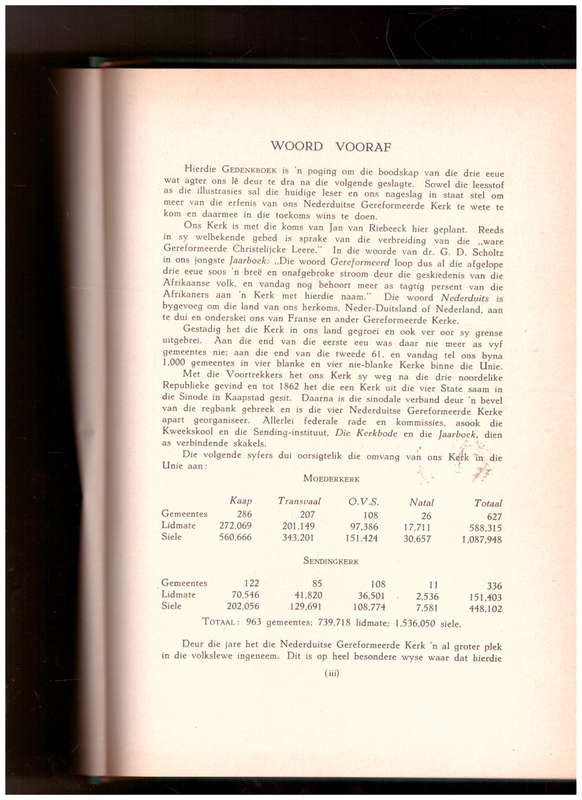 WOORD VOORAF
Hierdie GEDENKBOEK is 'n poging om die boodskap van die drie eeue
wat agter ons lê deur te dra na die volgende geslagte. Sowel die leesstof
as die illustrasies sal die huidige leser en ons nageslag in staat stel om
meer van die erfenis van ons Nederduitse Gereformeerde Kerk te wete te
kom en daarmee in die toekoms wins te doen.
Ons Kerk is met die koms van Jan van Riebeeck hier geplant. Reeds
in sy welbekende gebed is sprake van die verbreiding van die „ware
Gereformeerde Christelijcke Leere." In die woorde van dr. G. D. Scholtz
in ons jongste Jaarboek: „Die woord Gereformeerd loop dus al die afgelope
drie eeue soos 'n breë en onafgebroke stroom deur die geskiedenis van die
Afrikaanse volk, en vandag nog behoort meer as tagtig persent van die
Afrikaners aan 'n Kerk met hierdie naam." Die woord Nederduits is
bygevoeg om die land van ons herkoms, Neder-Duitsland of Nederland, aan
te dui en onderskei ons van Franse en ander Gereformeerde Kerke.
Gestadig het die Kerk in ons land gegroei en ook ver oor sy grense
uitgebrei. Aan die end van die eerste eeu was daar nie meer as vyf
gemeentes nie; aan die end van die tweede 61, en vandag tel ons byna
1,000 gemeentes in vier blanke en vier nie-blanke Kerke binne die Unie.
Met die Voortrekkers het ons Kerk sy weg na die drie noordelike
Republieke gevind en tot 1862 het die een Kerk uit die vier State saam in
die Sinode in Kaapstad gesit. Daarna is die sinodale verband deur 'n bevel
van die regbank gebreek en is die vier Nederduitse Gereformeerde Kerke
apart georganiseer. Allerlei federale rade en kommissies, asook die
Kweekskool en die Sending-instituut, Die Kerkbode en die Jaarboek, dien
as verbindende skakels.
Die volgende syfers dui oorsigtelik die omvang van ons Kerk in die
Unie aan:
MOEDERKERK
Kaap Transvaal O.V.S. Natal Totaal
Gemeentes 286 207 108 26 627
Lidmate 272,069 201,149 97,386 17,711 588,315
Siele 560,666 343,201 151,424 30,657 1,087,948
SENDINGKERK
Gemeentes 122 85 108 11 336
Lidmate 70,546 41,820 36,501 2,536 151,403
Siele 202,056 129,691 108,774 7,581 448,102
TOTAAL: 963 gemeentes; 739,718 lidmate; 1,536,050 siele.
Deur die jare het die Nederduitse Gereformeerde Kerk 'n al groter plek
in die volkslewe ingeneem. Dit is op heel besondere wyse waar dat hierdie
(iii)